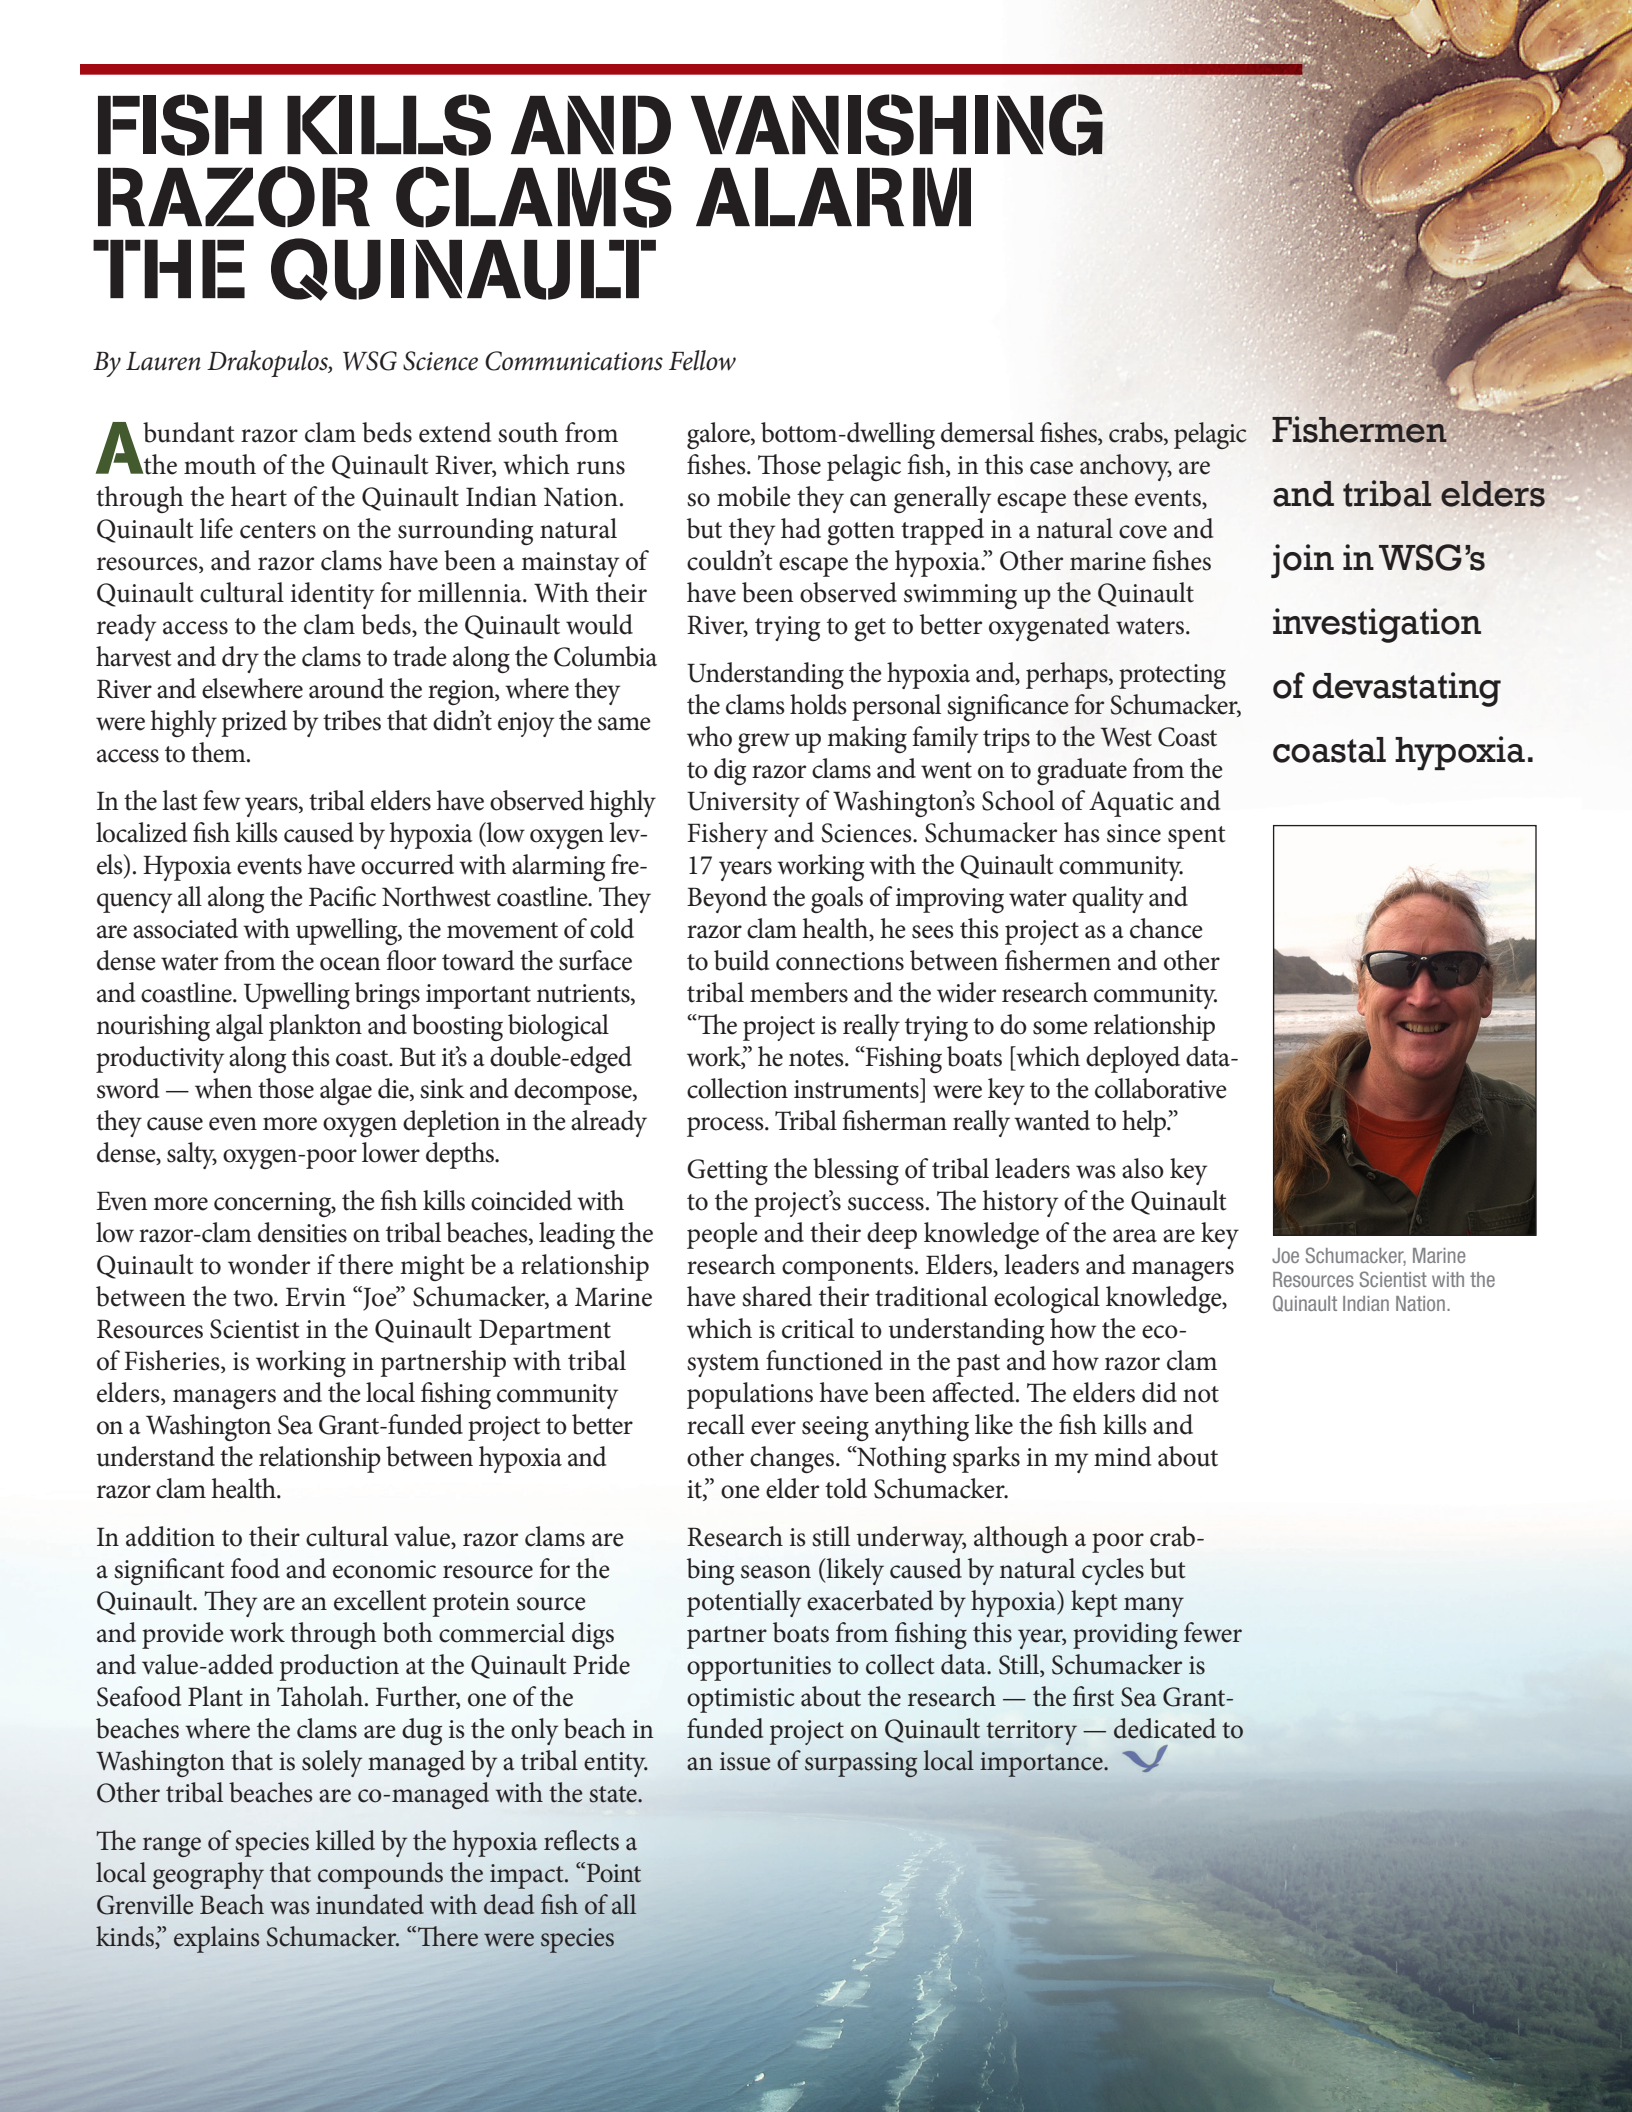 FISH KILLS AND VANISHING
RAZOR CLAMS ALARM
THE QUINAULT
By Lauren Drakopulos, WSG Science Communications Fellow
Abundant razor clam beds extend south from
the mouth of the Quinault River, which runs
through the heart of the Quinault Indian Nation.
Quinault life centers on the surrounding natural
resources, and razor clams have been a mainstay of
Quinault cultural identity for millennia. With their
ready access to the clam beds, the Quinault would
harvest and dry the clams to trade along the Columbia
River and elsewhere around the region, where they
were highly prized by tribes that didn’t enjoy the same
access to them.
In the last few years, tribal elders have observed highly
localized fish kills caused by hypoxia (low oxygen lev-
els). Hypoxia events have occurred with alarming fre-
quency all along the Pacific Northwest coastline. They
are associated with upwelling, the movement of cold
dense water from the ocean floor toward the surface
and coastline. Upwelling brings important nutrients,
nourishing algal plankton and boosting biological
productivity along this coast. But it’s a double-edged
sword — when those algae die, sink and decompose,
they cause even more oxygen depletion in the already
dense, salty, oxygen-poor lower depths.
Even more concerning, the fish kills coincided with
low razor-clam densities on tribal beaches, leading the
Quinault to wonder if there might be a relationship
between the two. Ervin “Joe” Schumacker, a Marine
Resources Scientist in the Quinault Department
of Fisheries, is working in partnership with tribal
elders, managers and the local fishing community
on a Washington Sea Grant-funded project to better
understand the relationship between hypoxia and
razor clam health.
In addition to their cultural value, razor clams are
a significant food and economic resource for the
Quinault. They are an excellent protein source
and provide work through both commercial digs
and value-added production at the Quinault Pride
Seafood Plant in Taholah. Further, one of the
beaches where the clams are dug is the only beach in
Washington that is solely managed by a tribal entity.
Other tribal beaches are co-managed with the state.
The range of species killed by the hypoxia reflects a
local geography that compounds the impact. “Point
Grenville Beach was inundated with dead fish of all
kinds,” explains Schumacker. “There were species
galore, bottom-dwelling demersal fishes, crabs, pelagic
fishes. Those pelagic fish, in this case anchovy, are
so mobile they can generally escape these events,
but they had gotten trapped in a natural cove and
couldn’t escape the hypoxia.” Other marine fishes
have been observed swimming up the Quinault
River, trying to get to better oxygenated waters.
Understanding the hypoxia and, perhaps, protecting
the clams holds personal significance for Schumacker,
who grew up making family trips to the West Coast
to dig razor clams and went on to graduate from the
University of Washington’s School of Aquatic and
Fishery and Sciences. Schumacker has since spent
17 years working with the Quinault community.
Beyond the goals of improving water quality and
razor clam health, he sees this project as a chance
to build connections between fishermen and other
tribal members and the wider research community.
“The project is really trying to do some relationship
work,” he notes. “Fishing boats [which deployed data-
collection instruments] were key to the collaborative
process. Tribal fisherman really wanted to help.”
Getting the blessing of tribal leaders was also key
to the project’s success. The history of the Quinault
people and their deep knowledge of the area are key
research components. Elders, leaders and managers
have shared their traditional ecological knowledge,
which is critical to understanding how the eco-
system functioned in the past and how razor clam
populations have been affected. The elders did not
recall ever seeing anything like the fish kills and
other changes. “Nothing sparks in my mind about
it,” one elder told Schumacker.
Research is still underway, although a poor crab-
bing season (likely caused by natural cycles but
potentially exacerbated by hypoxia) kept many
partner boats from fishing this year, providing fewer
opportunities to collect data. Still, Schumacker is
optimistic about the research — the first Sea Grant-
funded project on Quinault territory — dedicated to
an issue of surpassing local importance.
Fishermen
and tribal elders
join in WSG’s
investigation
of devastating
coastal hypoxia.
Joe Schumacker, Marine
Resources Scientist with the
Quinault Indian Nation.